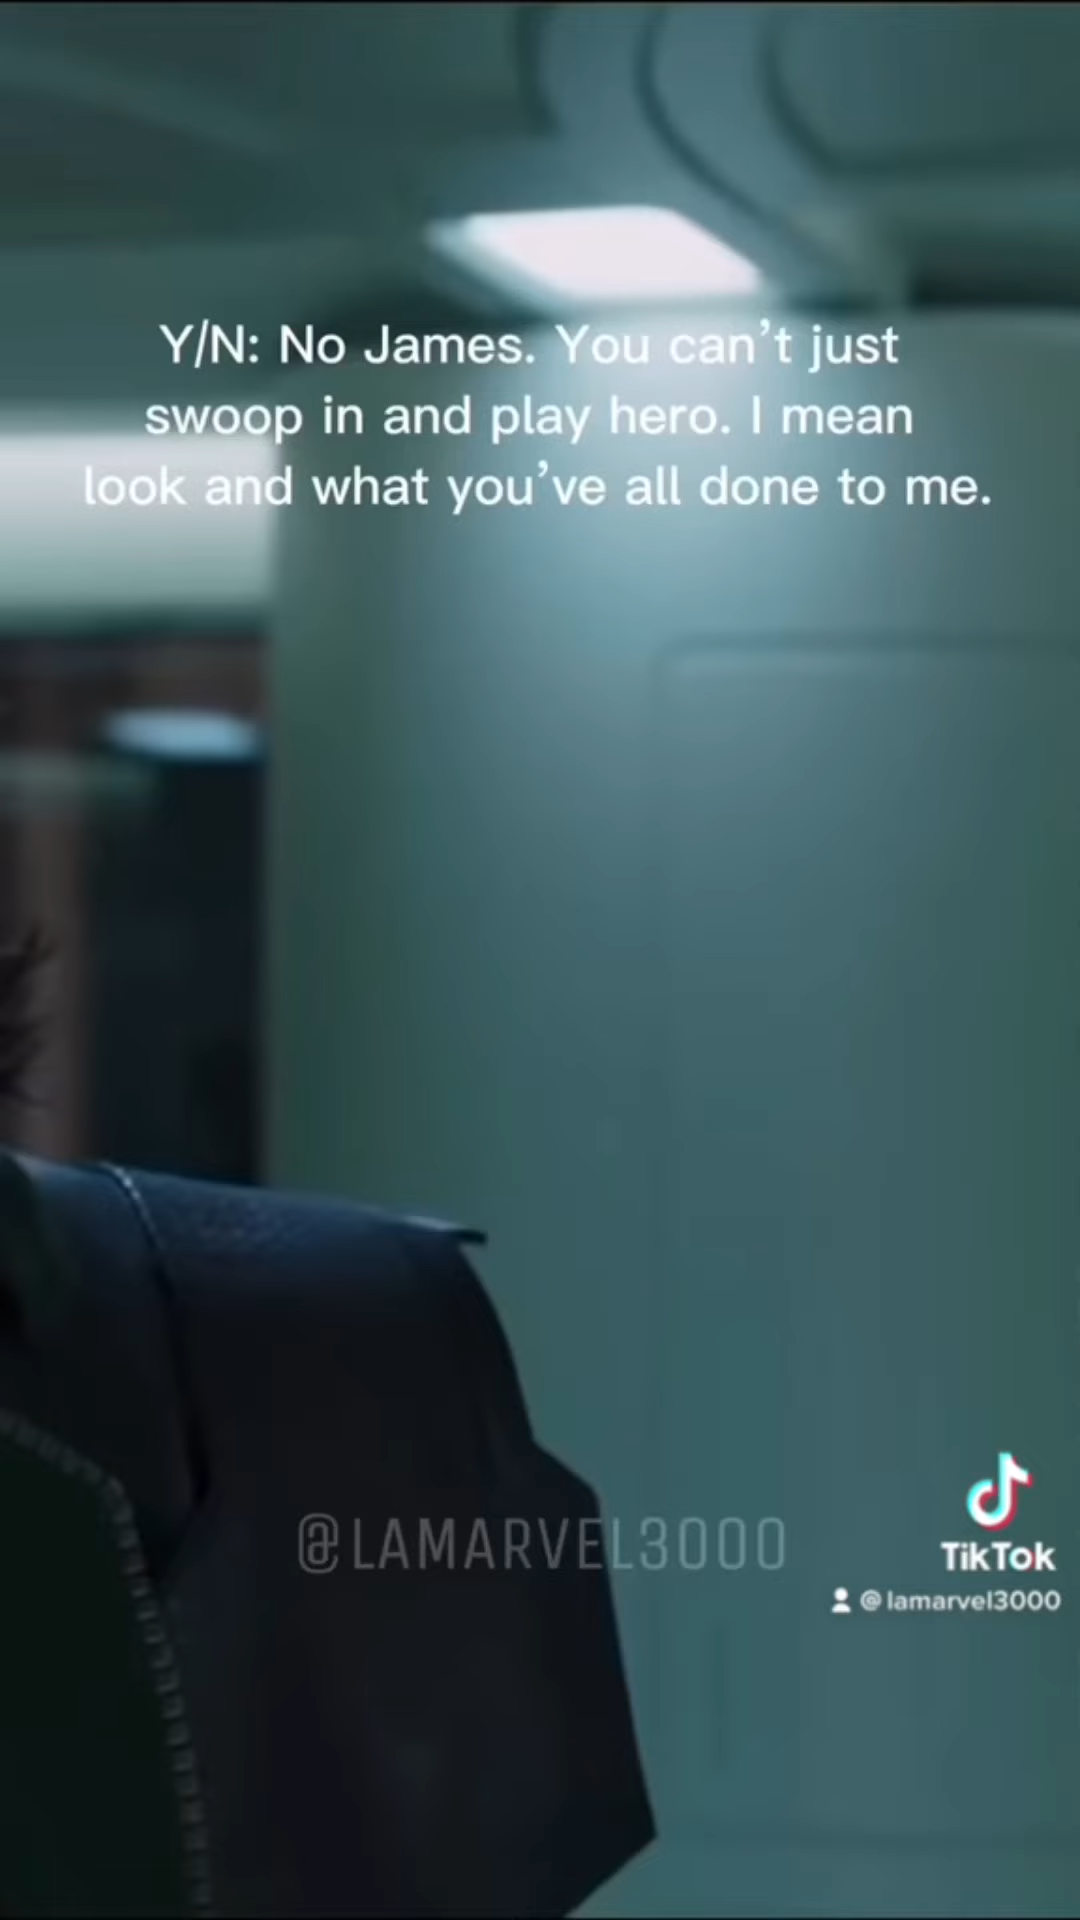 Y/N: No James. You can’t just
swoop in and play hero. I mean
look and what you’ve all done to me.
@LAMARVEL3000
TikTok
@lamarvel3000